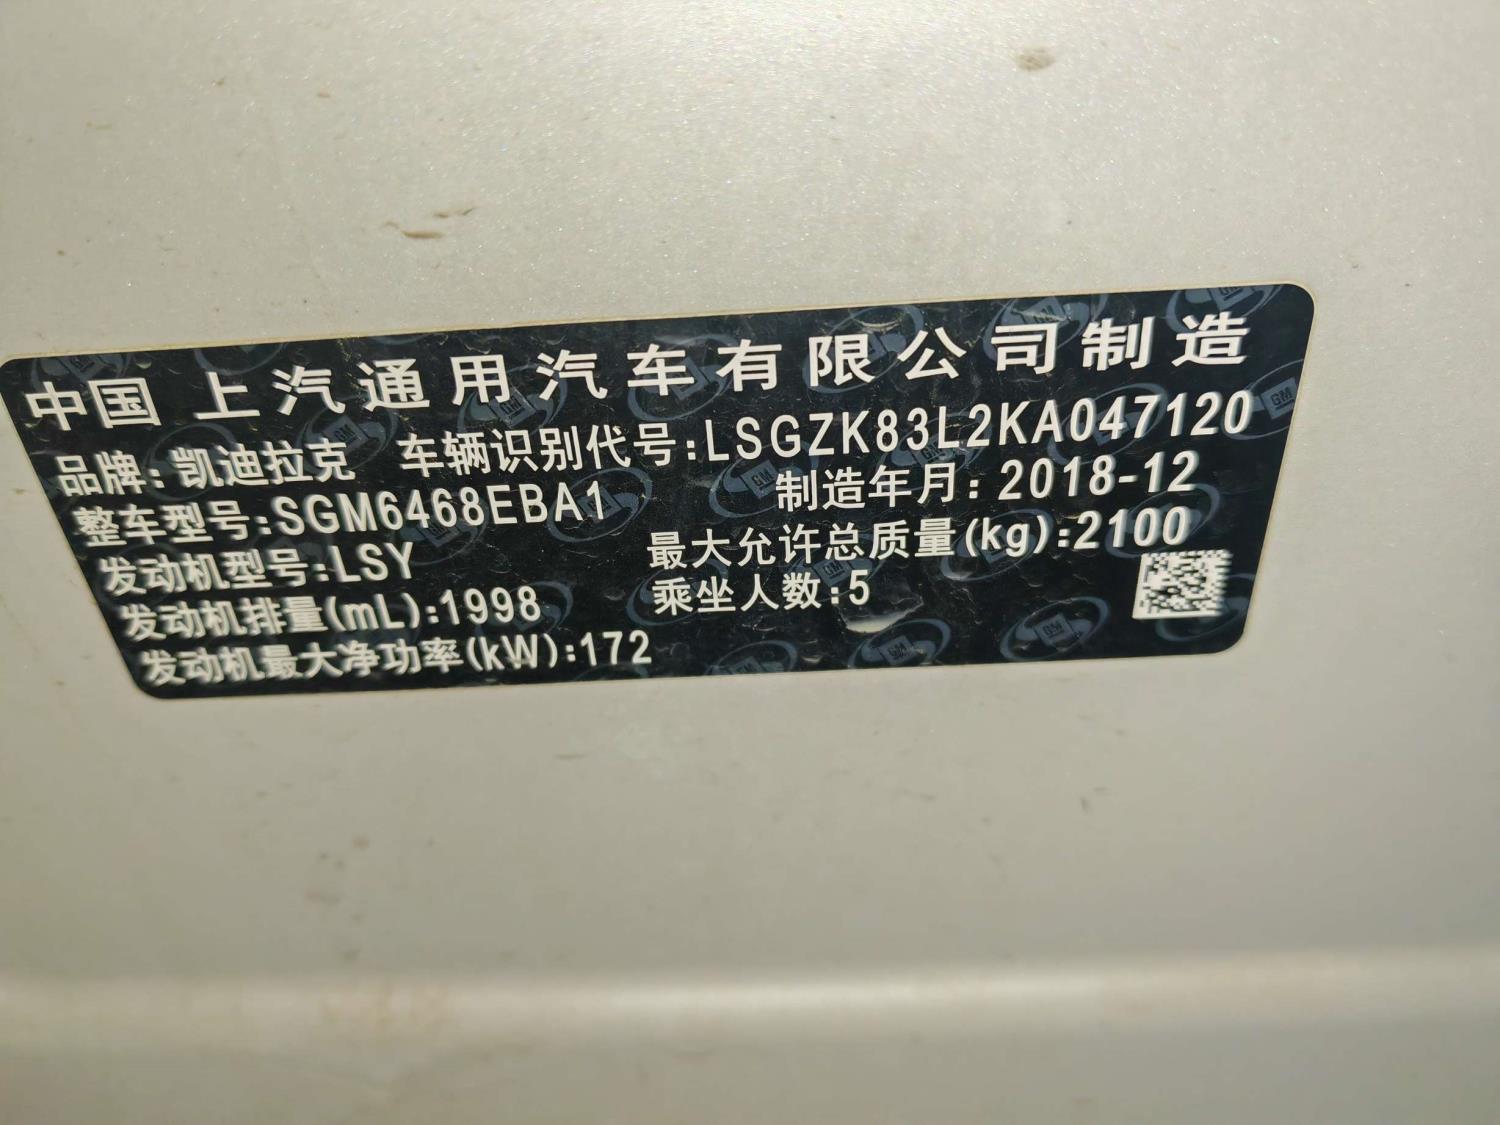 中国 上汽通用汽车有限公司制造
品牌:凯迪拉克 车辆识别代号:LSGZK83L2KA047120
整车型号:SGM6468EBA1 制造年月:2018-12
发动机型号:LSY 最大允许总质量(kg):2100
发动机排量(mL):1998 乘坐人数:5
发动机最大净功率(kW):172